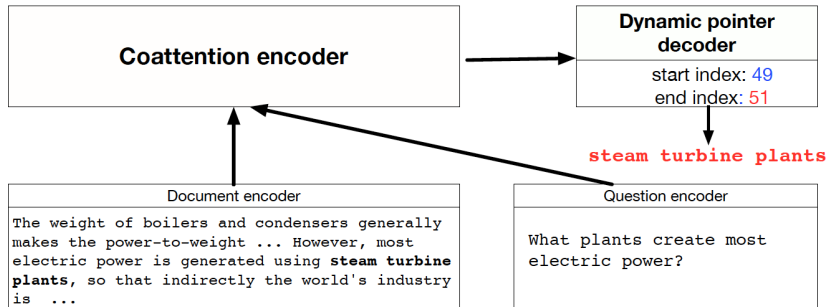 Coattention encoder
Dynamic pointer
decoder
start index: 49
end index: 51
steam turbine plants
Document encoder
The weight of boilers and condensers generally
makes the power-to-weight ... However, most
electric power is generated using steam turbine
plants, so that indirectly the world's industry
is ...
Question encoder
What plants create most
electric power?